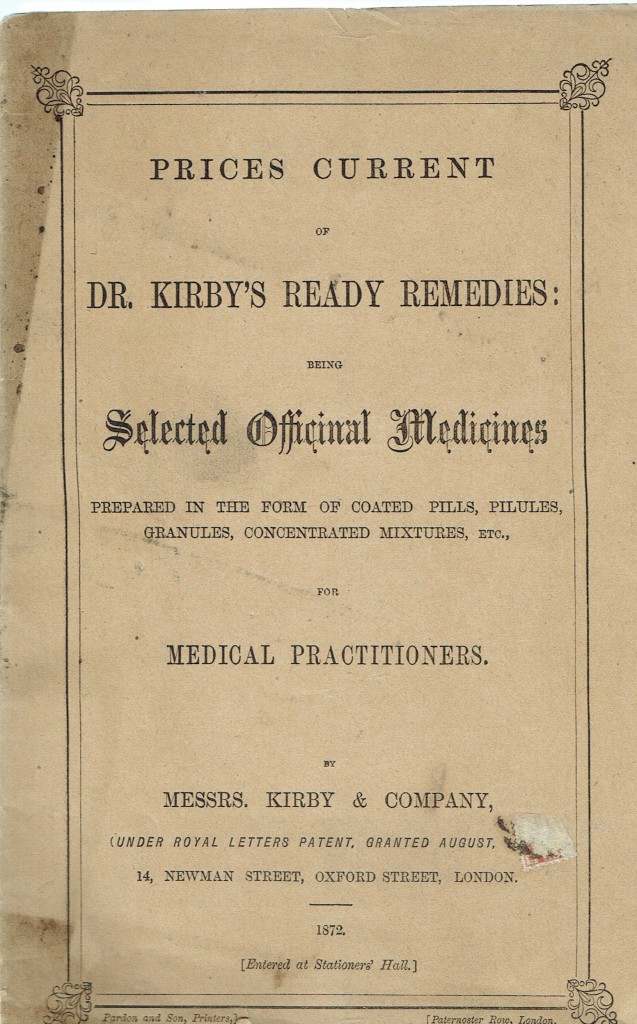 PRICES CURRENT
OF
DR. KIRBY'S READY REMEDIES:
BEING
Selected Officinal Medicines
PREPARED IN THE FORM OF COATED PILLS, PILULES,
GRANULES, CONCENTRATED MIXTURES, ETC.,
FOR
MEDICAL PRACTITIONERS.
BY
MESSRS. KIRBY & COMPANY,
(UNDER ROYAL LETTERS PATENT, GRANTED AUGUST,
14, NEWMAN STREET, OXFORD STREET, LONDON.
1872.
[Entered at Stationers' Hall.]
Pardon and Son, Printers,] [Paternoster Row, London.